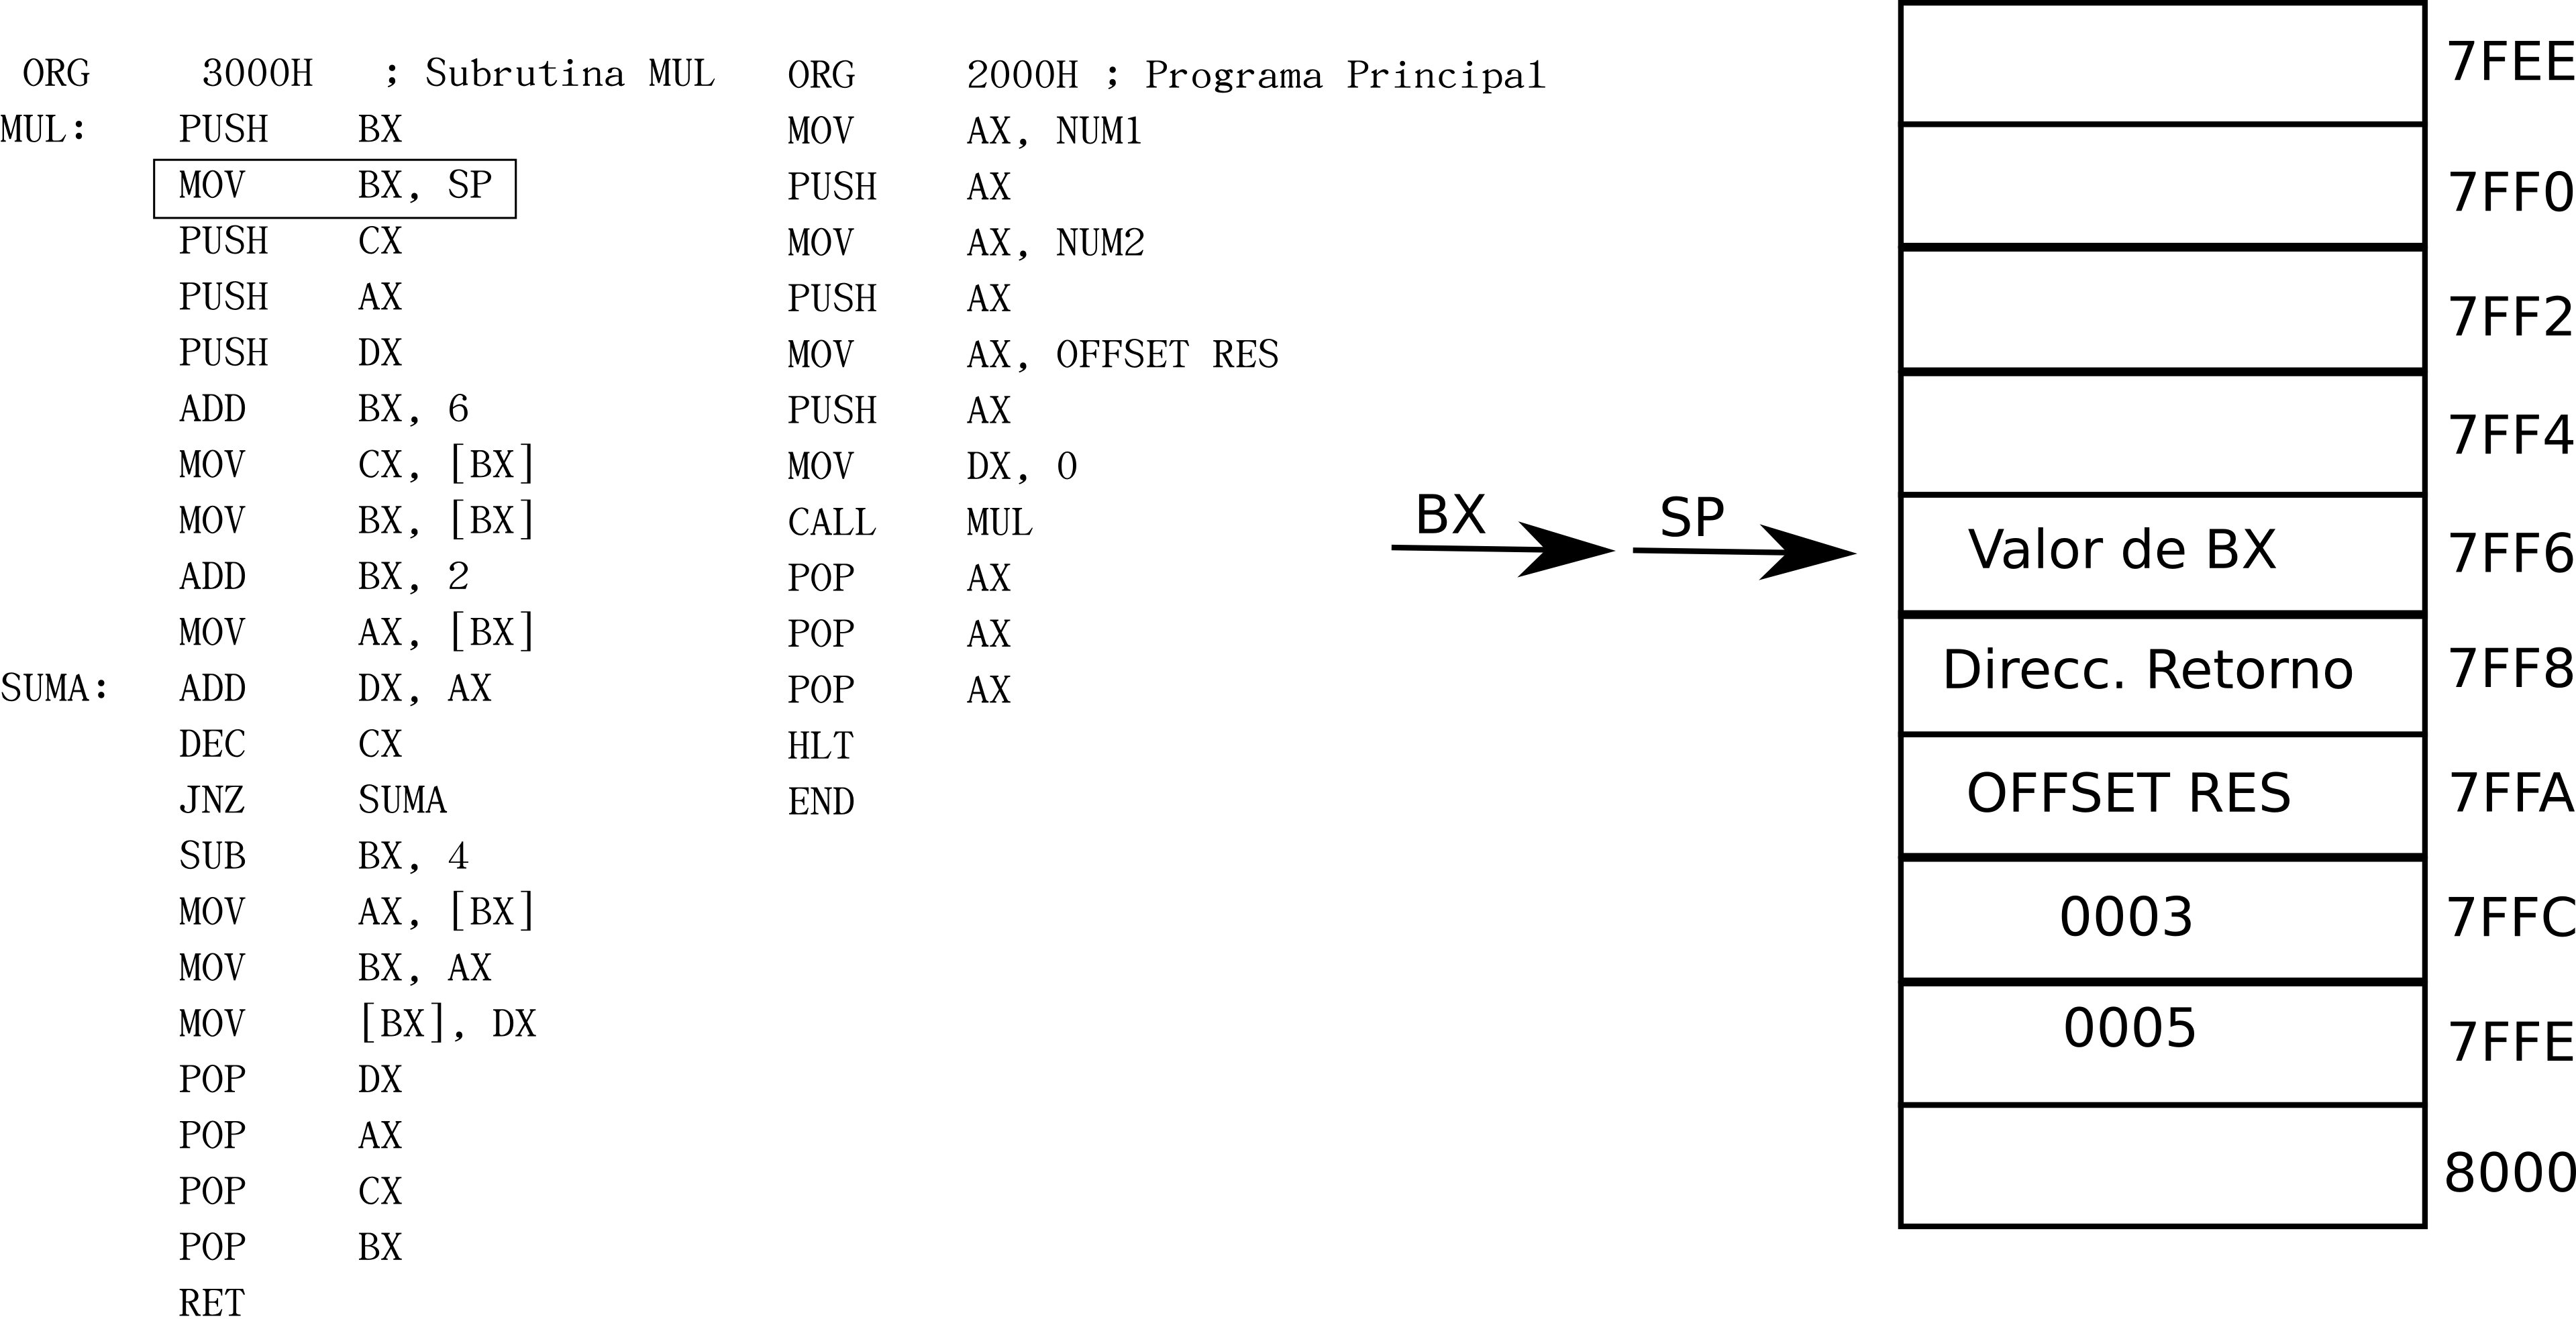 ORG 3000H ; Subrutina MUL
MUL: PUSH BX
MOV BX, SP
PUSH CX
PUSH AX
PUSH DX
ADD BX, 6
MOV CX, [BX]
MOV BX, [BX]
ADD BX, 2
MOV AX, [BX]
SUMA: ADD DX, AX
DEC CX
JNZ SUMA
SUB BX, 4
MOV AX, [BX]
MOV BX, AX
MOV [BX], DX
POP DX
POP AX
POP CX
POP BX
RET
ORG 2000H ; Programa Principal
MOV AX, NUM1
PUSH AX
MOV AX, NUM2
PUSH AX
MOV AX, OFFSET RES
PUSH AX
MOV DX, 0
CALL MUL
POP AX
POP AX
POP AX
HLT
END
BX SP
7FEE
7FF0
7FF2
7FF4
Valor de BX 7FF6
Direcc. Retorno 7FF8
OFFSET RES 7FFA
0003 7FFC
0005 7FFE
8000